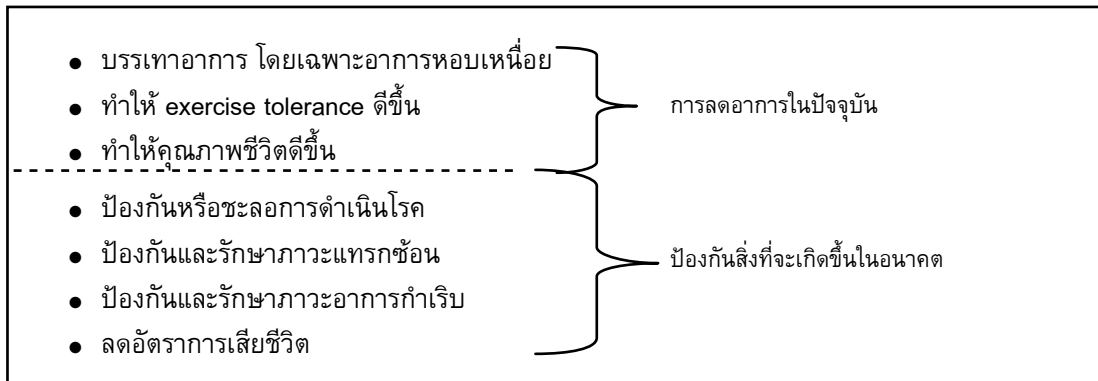 ● บรรเทาอาการ โดยเฉพาะอาการหอบเหนื่อย
● ทำให้ exercise tolerance ดีขึ้น
● ทำให้คุณภาพชีวิตดีขึ้น
การลดอาการในปัจจุบัน
● ป้องกันหรือชะลอการดำเนินโรค
● ป้องกันและรักษาภาวะแทรกซ้อน
● ป้องกันและรักษาภาวะอาการกำเริบ
● ลดอัตราการเสียชีวิต
ป้องกันสิ่งที่จะเกิดขึ้นในอนาคต